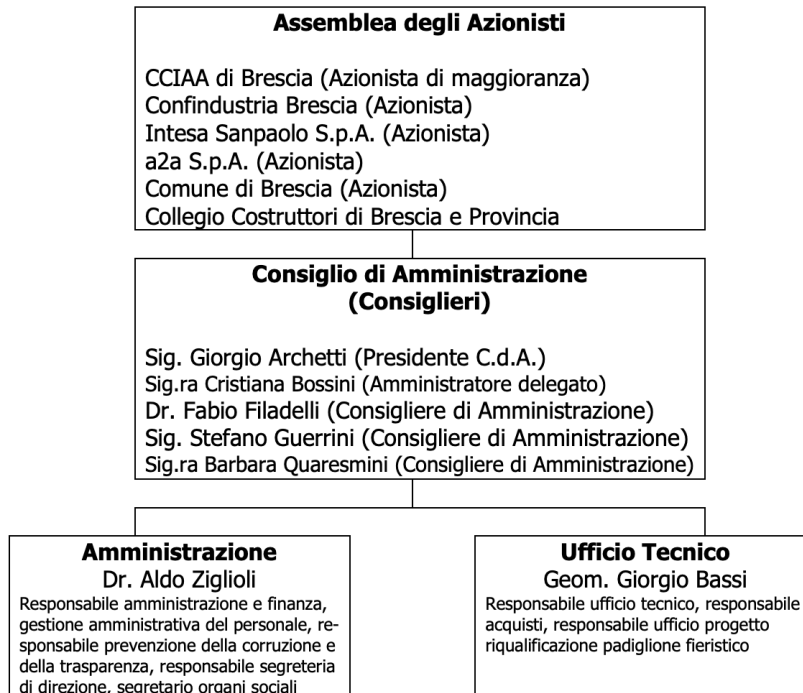 Assemblea degli Azionisti
CCIAA di Brescia (Azionista di maggioranza)
Confindustria Brescia (Azionista)
Intesa Sanpaolo S.p.A. (Azionista)
a2a S.p.A. (Azionista)
Comune di Brescia (Azionista)
Collegio Costruttori di Brescia e Provincia
Consiglio di Amministrazione
(Consiglieri)
Sig. Giorgio Archetti (Presidente C.d.A.)
Sig.ra Cristiana Bossini (Amministratore delegato)
Dr. Fabio Filadelli (Consigliere di Amministrazione)
Sig. Stefano Guerrini (Consigliere di Amministrazione)
Sig.ra Barbara Quaresmini (Consigliere di Amministrazione)
Amministrazione
Dr. Aldo Ziglioli
Responsabile amministrazione e finanza,
gestione amministrativa del personale, re-
sponsabile prevenzione della corruzione e
della trasparenza, responsabile segreteria
di direzione, segretario organi sociali
Ufficio Tecnico
Geom. Giorgio Bassi
Responsabile ufficio tecnico, responsabile
acquisti, responsabile ufficio progetto
riqualificazione padiglione fieristico